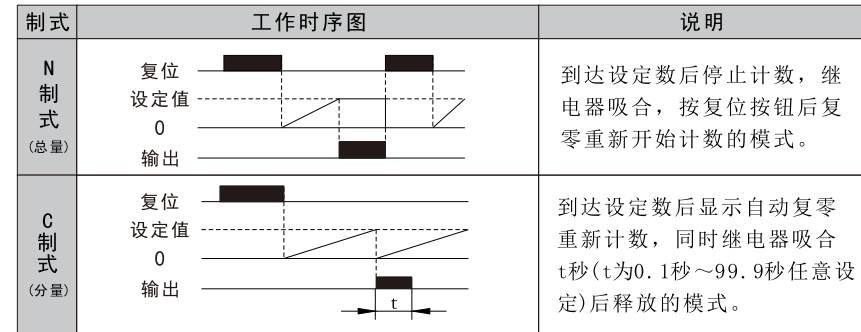 制式 工作时序图 说明
N
制
式
(总量)
复位
设定值
0
输出
到达设定数后停止计数，继
电器吸合，按复位按钮后复
零重新开始计数的模式。
C
制
式
(分量)
复位
设定值
0
输出
t
到达设定数后显示自动复零
重新计数，同时继电器吸合
t秒(t为0.1秒～99.9秒任意设
定)后释放的模式。